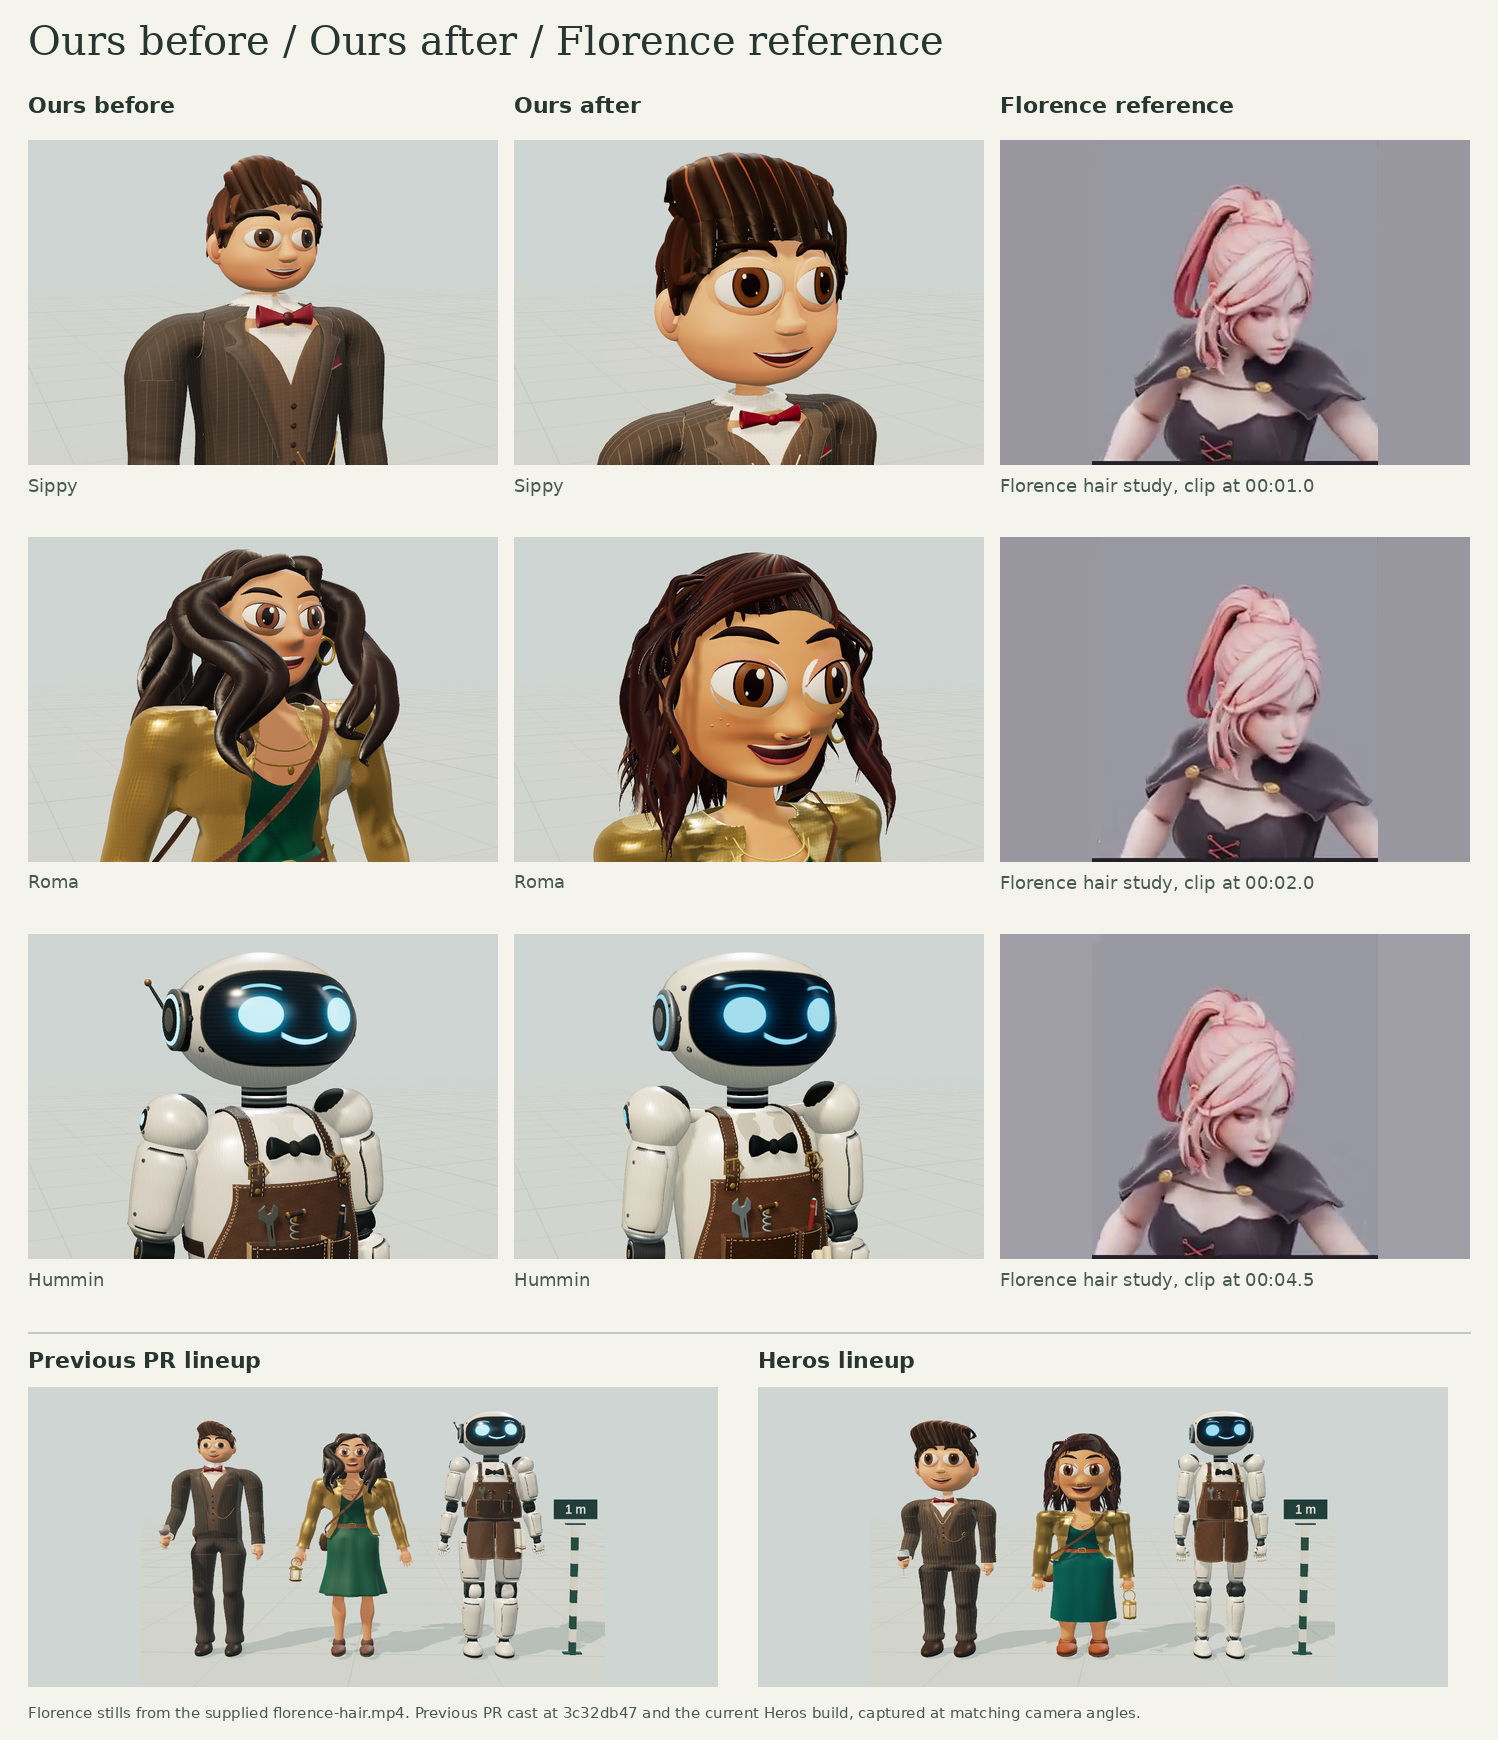 Ours before / Ours after / Florence reference
Ours before
Ours after
Florence reference
Sippy
Sippy
Florence hair study, clip at 00:01.0
Roma
Roma
Florence hair study, clip at 00:02.0
Hummin
Hummin
Florence hair study, clip at 00:04.5
Previous PR lineup
Heros lineup
1 m
1 m
Florence stills from the supplied florence-hair.mp4. Previous PR cast at 3c32db47 and the current Heros build, captured at matching camera angles.